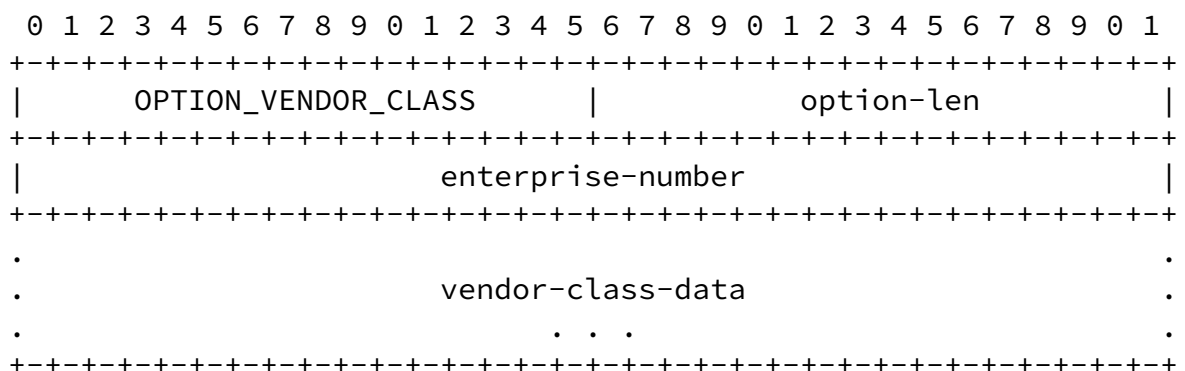 0 1 2 3 4 5 6 7 8 9 0 1 2 3 4 5 6 7 8 9 0 1 2 3 4 5 6 7 8 9 0 1
+-+-+-+-+-+-+-+-+-+-+-+-+-+-+-+-+-+-+-+-+-+-+-+-+-+-+-+-+-+-+-+-+
|      OPTION_VENDOR_CLASS      |           option-len          |
+-+-+-+-+-+-+-+-+-+-+-+-+-+-+-+-+-+-+-+-+-+-+-+-+-+-+-+-+-+-+-+-+
|                       enterprise-number                       |
+-+-+-+-+-+-+-+-+-+-+-+-+-+-+-+-+-+-+-+-+-+-+-+-+-+-+-+-+-+-+-+-+
.                                                               .
.                       vendor-class-data                       .
.                             . . .                             .
+-+-+-+-+-+-+-+-+-+-+-+-+-+-+-+-+-+-+-+-+-+-+-+-+-+-+-+-+-+-+-+-+